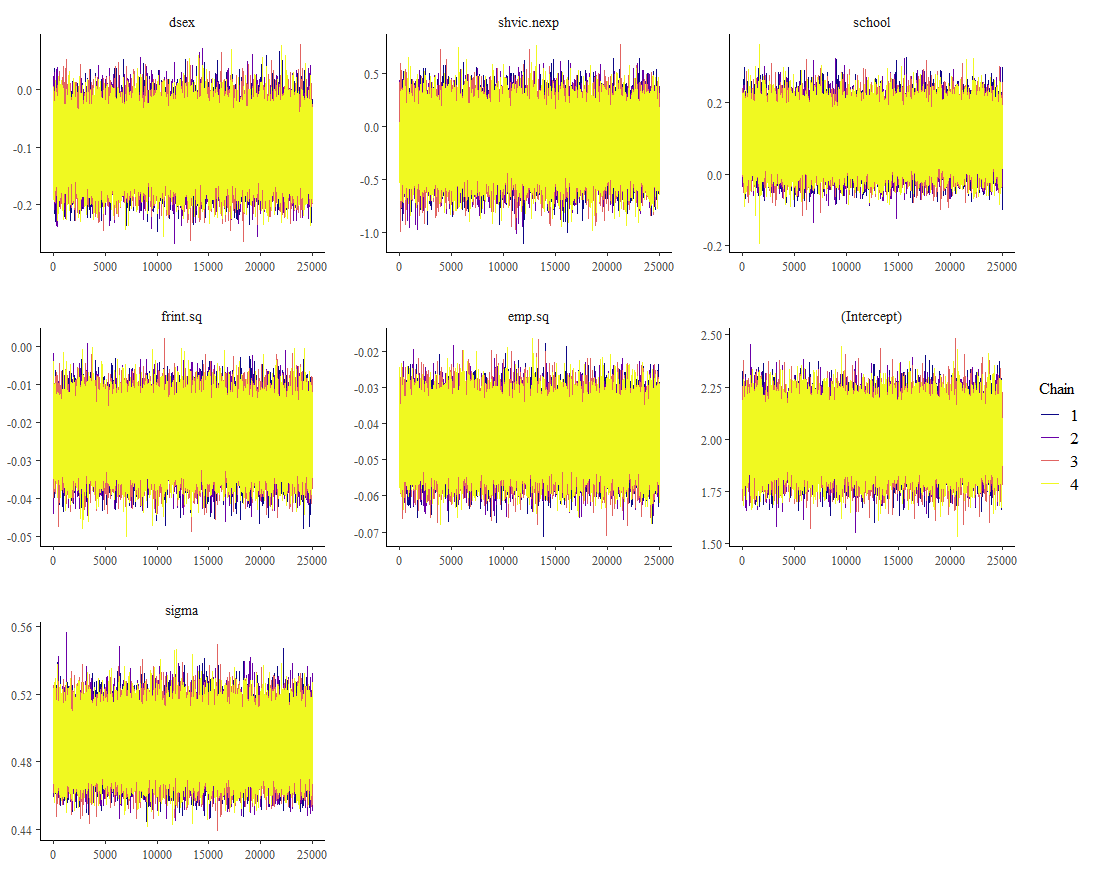 dsex
shvic.nexp
school
0.0
-0.1
-0.2
0 5000 10000 15000 20000 25000
0.5
0.0
-0.5
-1.0
0 5000 10000 15000 20000 25000
0.2
0.0
-0.2
0 5000 10000 15000 20000 25000
frint.sq
emp.sq
(Intercept)
0.00
-0.01
-0.02
-0.03
-0.04
-0.05
0 5000 10000 15000 20000 25000
-0.02
-0.03
-0.04
-0.05
-0.06
-0.07
0 5000 10000 15000 20000 25000
2.50
2.25
2.00
1.75
1.50
0 5000 10000 15000 20000 25000
Chain
1
2
3
4
sigma
0.56
0.52
0.48
0.44
0 5000 10000 15000 20000 25000